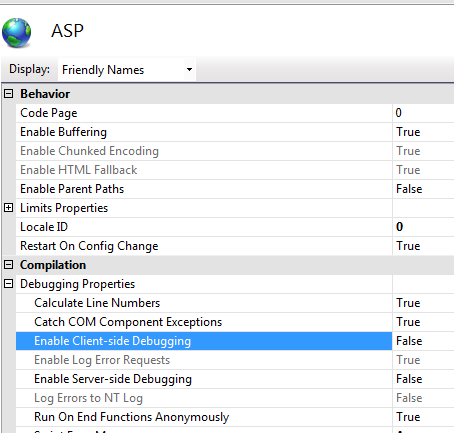 ASP
Display: Friendly Names
Behavior
Code Page 0
Enable Buffering True
Enable Chunked Encoding True
Enable HTML Fallback True
Enable Parent Paths False
Limits Properties
Locale ID 0
Restart On Config Change True
Compilation
Debugging Properties
Calculate Line Numbers True
Catch COM Component Exceptions True
Enable Client-side Debugging False
Enable Log Error Requests True
Enable Server-side Debugging False
Log Errors to NT Log False
Run On End Functions Anonymously True